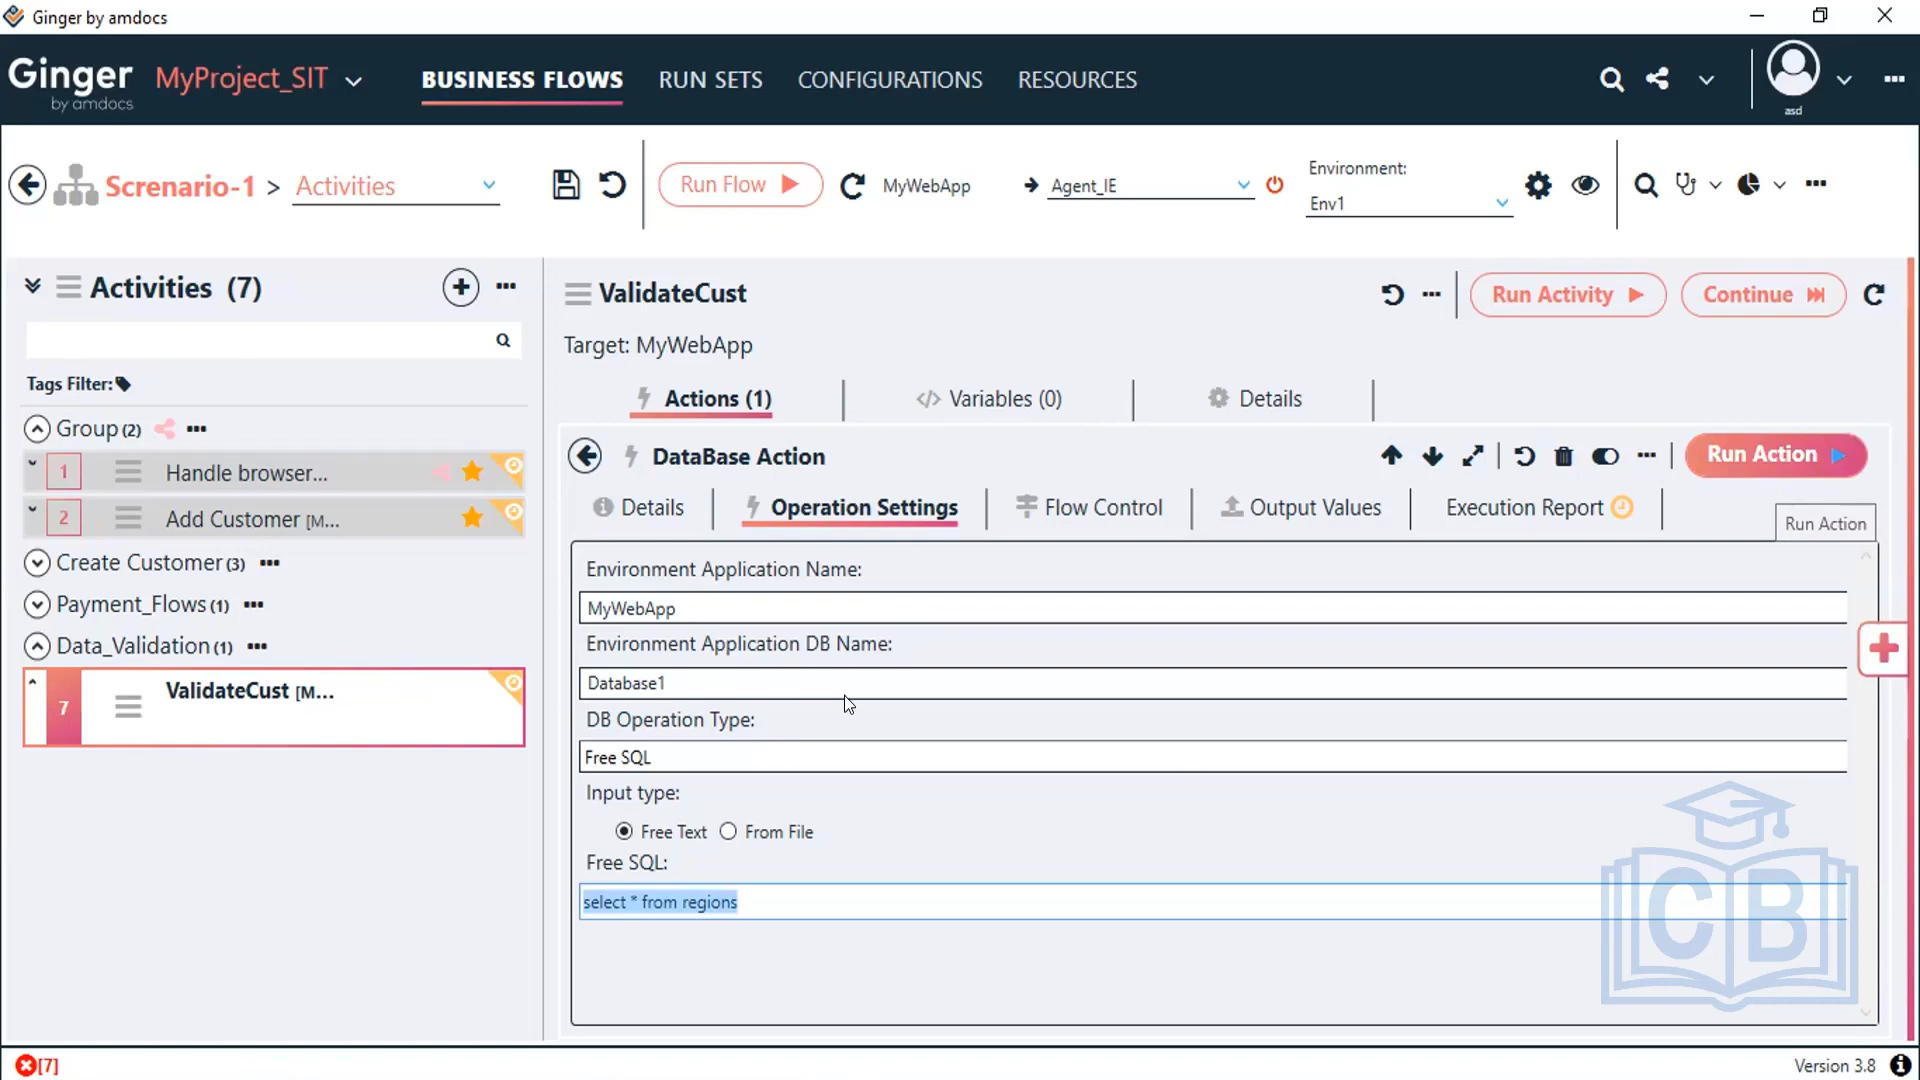 Ginger by amdocs
Ginger by amdocs MyProject_SIT BUSINESS FLOWS RUN SETS CONFIGURATIONS RESOURCES asd
Screnario-1 > Activities Run Flow MyWebApp Agent_IE Environment: Env1
Activities (7)
Tags Filter:
Group (2)
1 Handle browser...
2 Add Customer [M...
Create Customer (3)
Payment_Flows (1)
Data_Validation (1)
7 ValidateCust [M...
ValidateCust Run Activity Continue
Target: MyWebApp
Actions (1) Variables (0) Details
DataBase Action Run Action
Details Operation Settings Flow Control Output Values Execution Report
Run Action
Environment Application Name:
MyWebApp
Environment Application DB Name:
Database1
DB Operation Type:
Free SQL
Input type:
Free Text From File
Free SQL:
select * from regions
CB
[7] Version 3.8